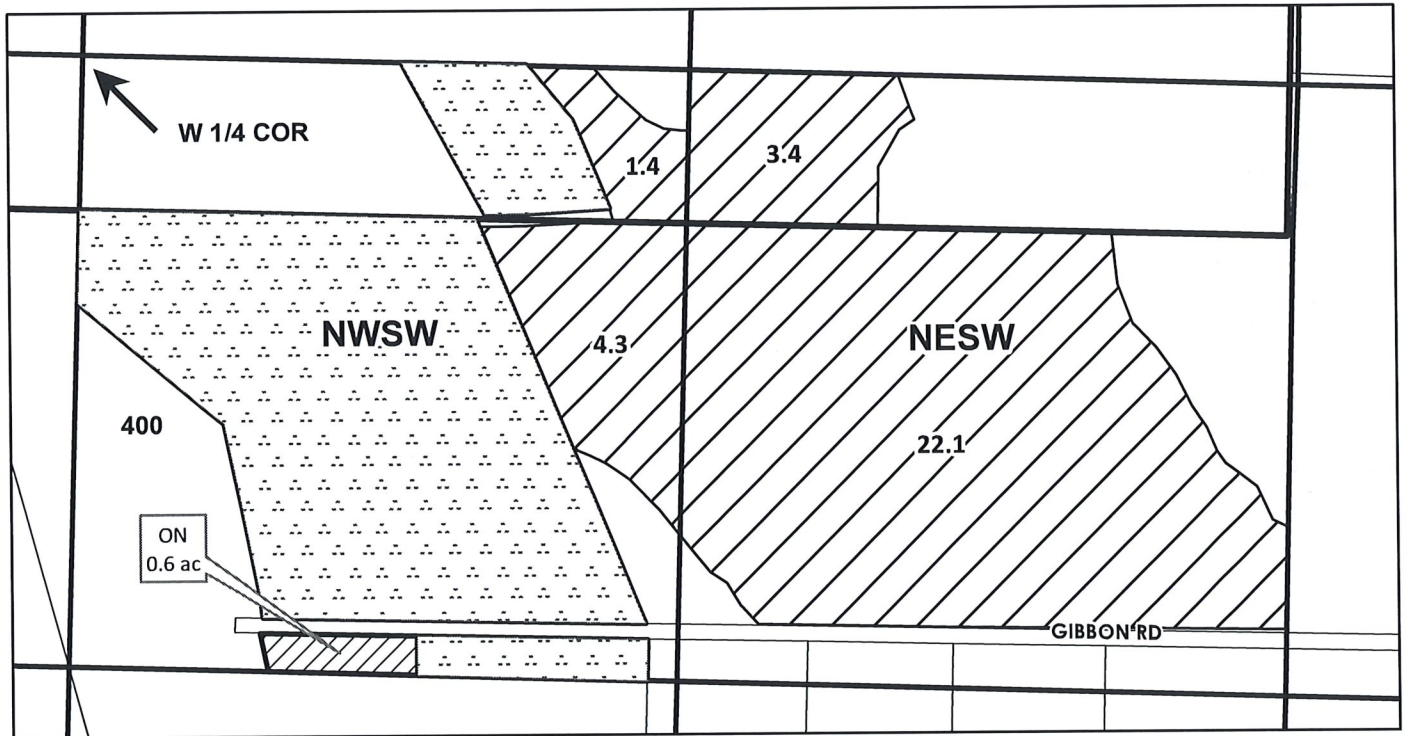 W 1/4 COR
1.4
3.4
NWSW
4.3
NESW
400
22.1
ON
0.6 ac
GIBBON RD